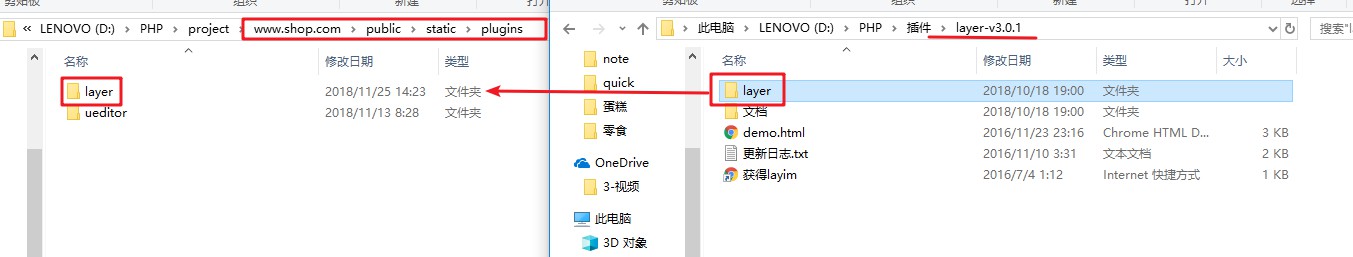 剪贴板 组织 新建 打开
« LENOVO (D:) › PHP › project › www.shop.com › public › static › plugins
名称 修改日期 类型
layer 2018/11/25 14:23 文件夹
ueditor 2018/11/13 8:28 文件夹
剪贴板 组织 新建 打开 选择
› 此电脑 › LENOVO (D:) › PHP › 插件 › layer-v3.0.1
搜索"l
note
quick
蛋糕
零食
OneDrive
3-视频
此电脑
3D 对象
名称 修改日期 类型 大小
layer 2018/10/18 19:00 文件夹
文档 2018/10/18 19:00 文件夹
demo.html 2016/11/23 23:16 Chrome HTML D... 3 KB
更新日志.txt 2016/11/10 3:31 文本文档 2 KB
获得layim 2016/7/4 1:12 Internet 快捷方式 1 KB